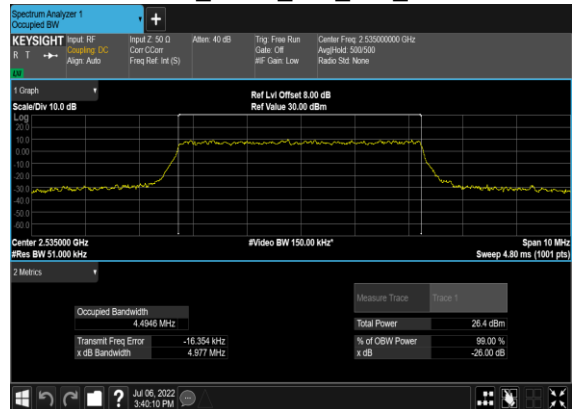 Spectrum Analyzer 1
Occupied BW
+
KEYSIGHT Input: RF Input Z: 50 Ω Atten: 40 dB Trig: Free Run Center Freq: 2.535000000 GHz
R T Coupling: DC Corr CCorr Gate: Off Avg|Hold: 500/500
Align: Auto Freq Ref: Int (S) #IF Gain: Low Radio Std: None
LW
1 Graph
Ref Lvl Offset 8.00 dB
Scale/Div 10.0 dB Ref Value 30.00 dBm
Log
20.0
10.0
0.00
-10.0
-20.0
-30.0
-40.0
-50.0
-60.0
Center 2.535000 GHz #Video BW 150.00 kHz* Span 10 MHz
#Res BW 51.000 kHz Sweep 4.80 ms (1001 pts)
2 Metrics
Measure Trace Trace 1
Occupied Bandwidth
4.4946 MHz Total Power 26.4 dBm
Transmit Freq Error -16.354 kHz % of OBW Power 99.00 %
x dB Bandwidth 4.977 MHz x dB -26.00 dB
? Jul 06, 2022
3:40:10 PM